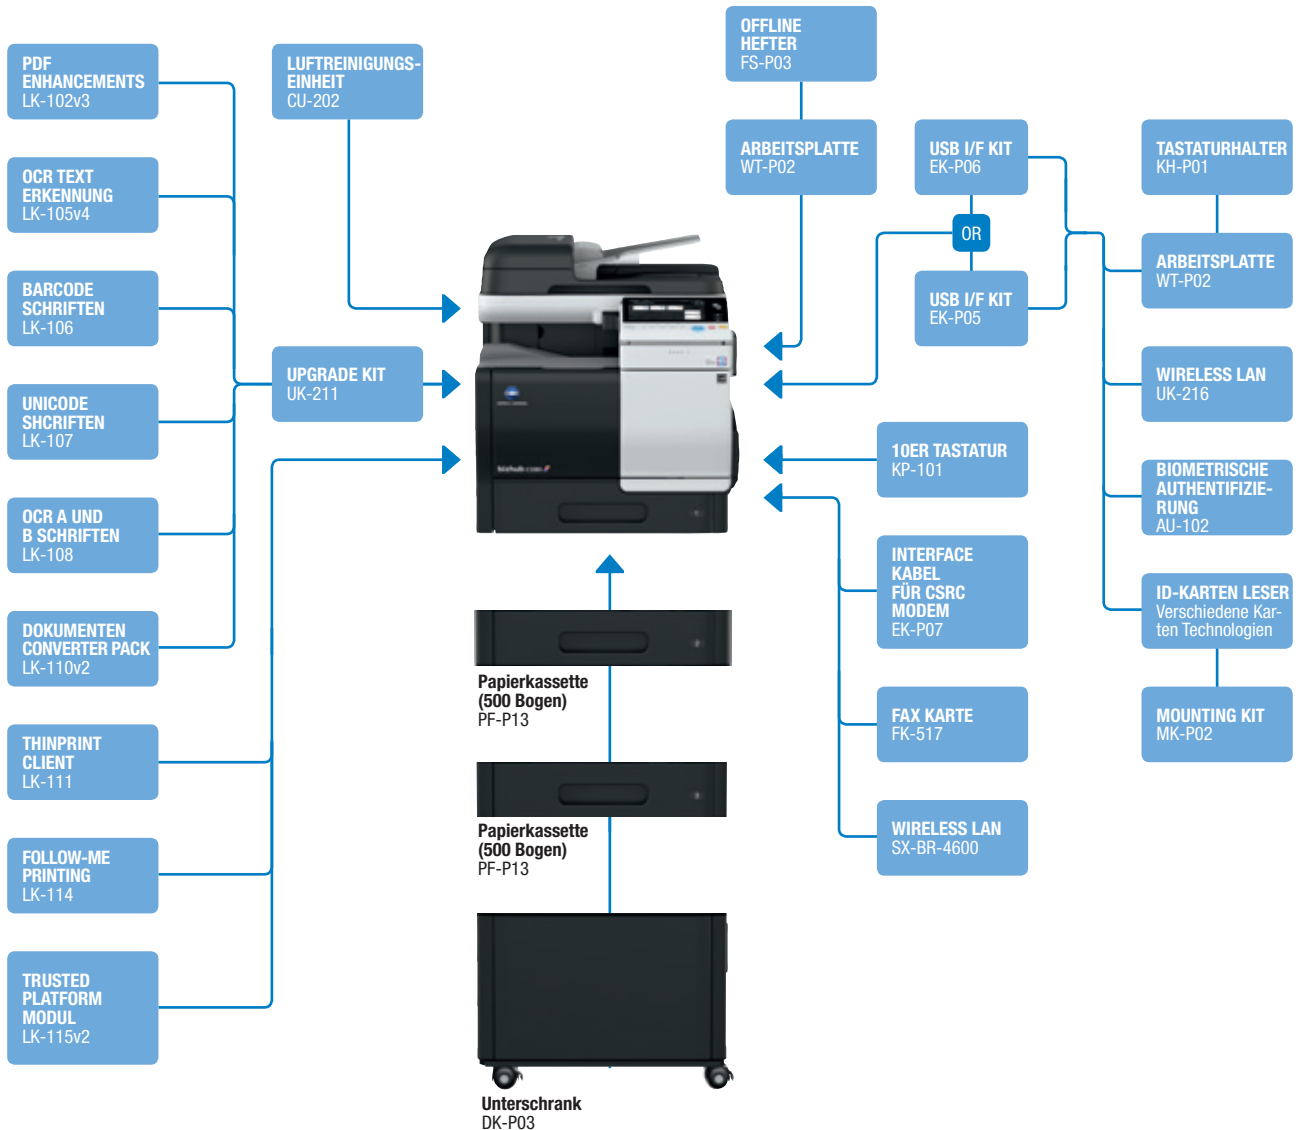 PDF
ENHANCEMENTS
LK-102v3
OCR TEXT
ERKENNUNG
LK-105v4
BARCODE
SCHRIFTEN
LK-106
UNICODE
SHCRIFTEN
LK-107
OCR A UND
B SCHRIFTEN
LK-108
DOKUMENTEN
CONVERTER PACK
LK-110v2
THINPRINT
CLIENT
LK-111
FOLLOW-ME
PRINTING
LK-114
TRUSTED
PLATFORM
MODUL
LK-115v2
LUFTREINIGUNGS-
EINHEIT
CU-202
UPGRADE KIT
UK-211
bizhub
Papierkassette
(500 Bogen)
PF-P13
Papierkassette
(500 Bogen)
PF-P13
Unterschrank
DK-P03
OFFLINE
HEFTER
FS-P03
ARBEITSPLATTE
WT-P02
USB I/F KIT
EK-P06
OR
USB I/F KIT
EK-P05
10ER TASTATUR
KP-101
INTERFACE
KABEL
FÜR CSRC
MODEM
EK-P07
FAX KARTE
FK-517
WIRELESS LAN
SX-BR-4600
TASTATURHALTER
KH-P01
ARBEITSPLATTE
WT-P02
WIRELESS LAN
UK-216
BIOMETRISCHE
AUTHENTIFIZIE-
RUNG
AU-102
ID-KARTEN LESER
Verschiedene Kar-
ten Technologien
MOUNTING KIT
MK-P02